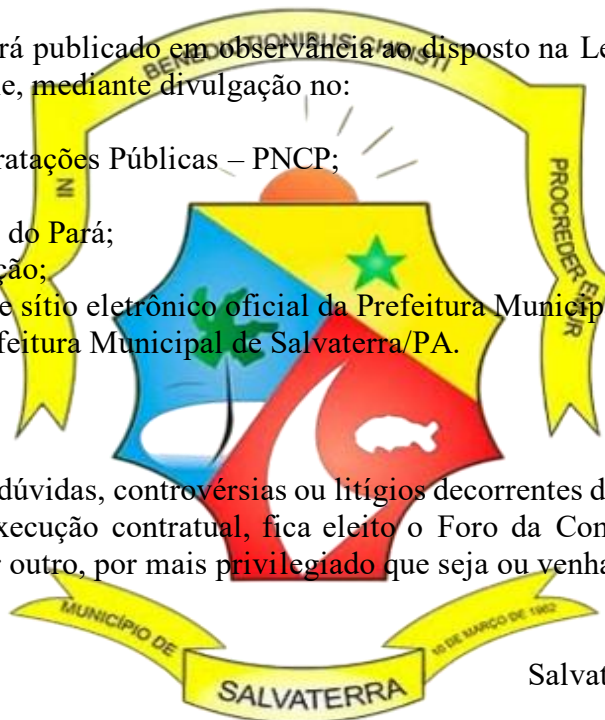 rá publicado em observância ao disposto na Le
e, mediante divulgação no:
ratações Públicas – PNCP;
do Pará;
ção;
e sítio eletrônico oficial da Prefeitura Municip
feitura Municipal de Salvaterra/PA.
dúvidas, controvérsias ou litígios decorrentes d
xecução contratual, fica eleito o Foro da Con
r outro, por mais privilegiado que seja ou venha
Salvat
IN
BENEDICTIONIBUS CHRISTI
PROCREDER EMUR
MUNICÍPIO DE
SALVATERRA
10 DE MARÇO DE 1962